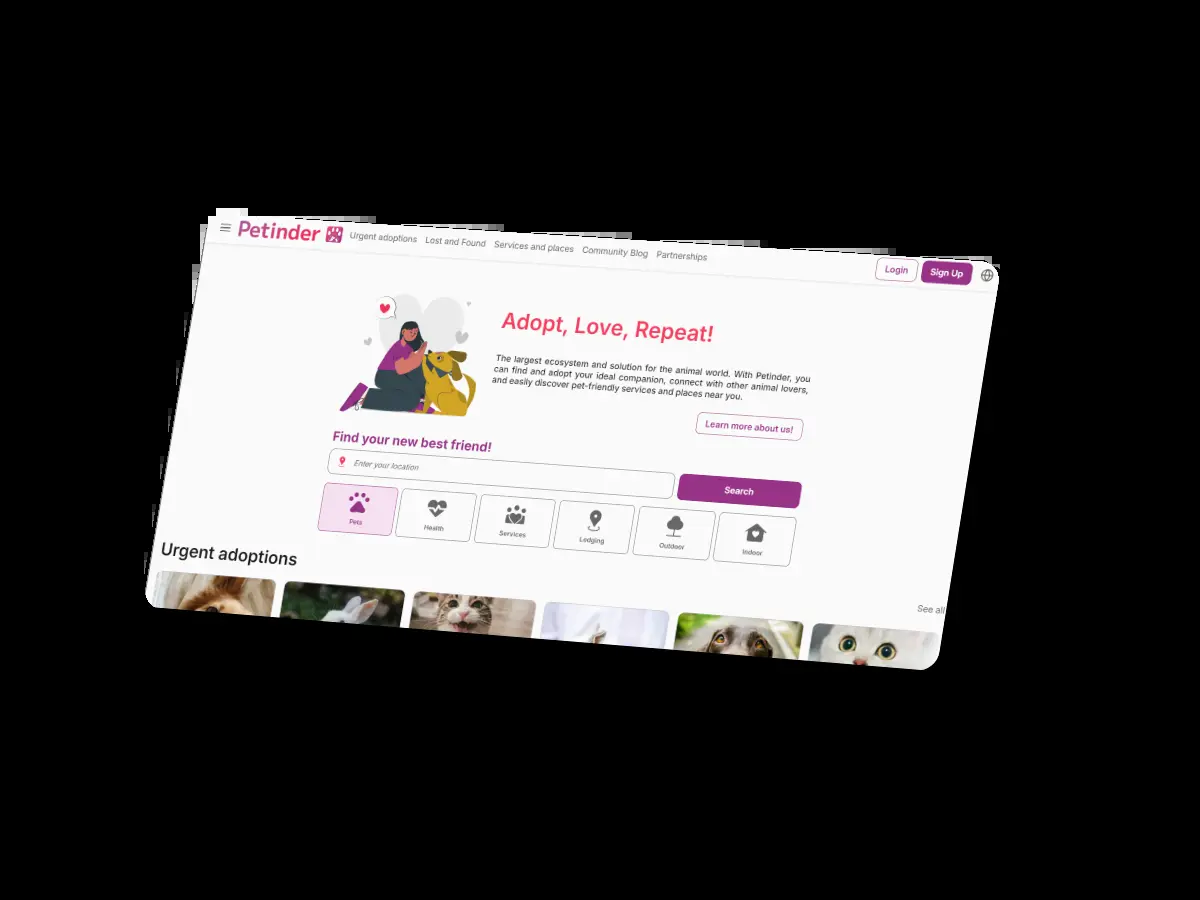 Petinder
Urgent adoptions
Lost and Found
Services and places
Community Blog
Partnerships
Login
Sign Up
Adopt, Love, Repeat!
The largest ecosystem and solution for the animal world. With Petinder, you
can find and adopt your ideal companion, connect with other animal lovers,
and easily discover pet-friendly services and places near you.
Learn more about us!
Find your new best friend!
Enter your location
Search
Pets
Health
Services
Lodging
Outdoor
Indoor
Urgent adoptions
See all